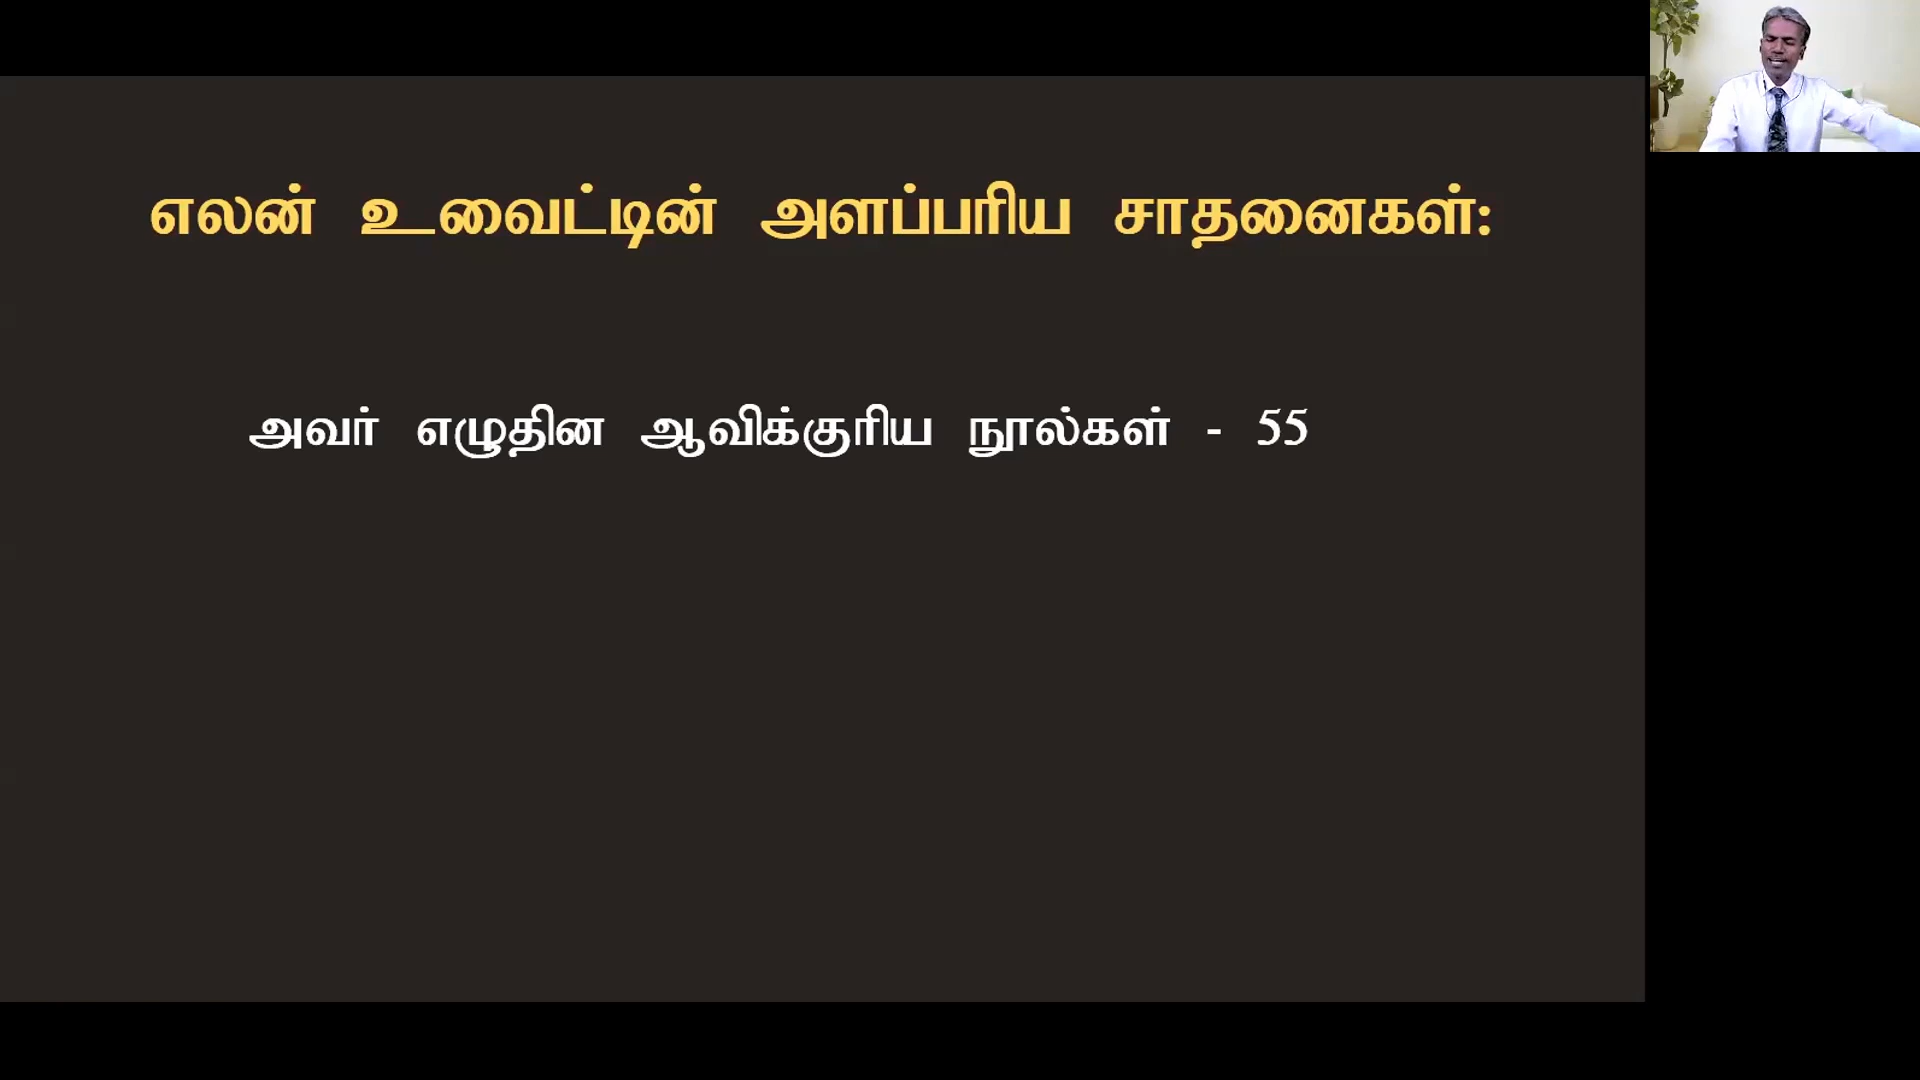 எலன் உவைட்டின் அளப்பரிய சாதனைகள்:
அவர் எழுதின ஆவிக்குரிய நூல்கள் - 55